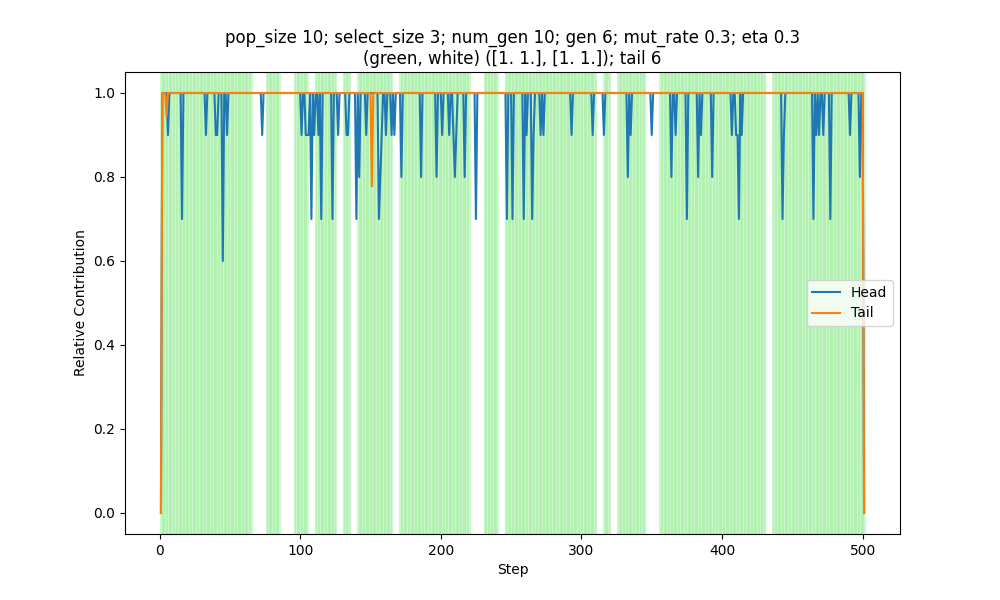 pop_size 10; select_size 3; num_gen 10; gen 6; mut_rate 0.3; eta 0.3
(green, white) ([1. 1.], [1. 1.]); tail 6
1.0
0.8
0.6
0.4
0.2
0.0
Relative Contribution
Head
Tail
0
100
200
300
400
500
Step